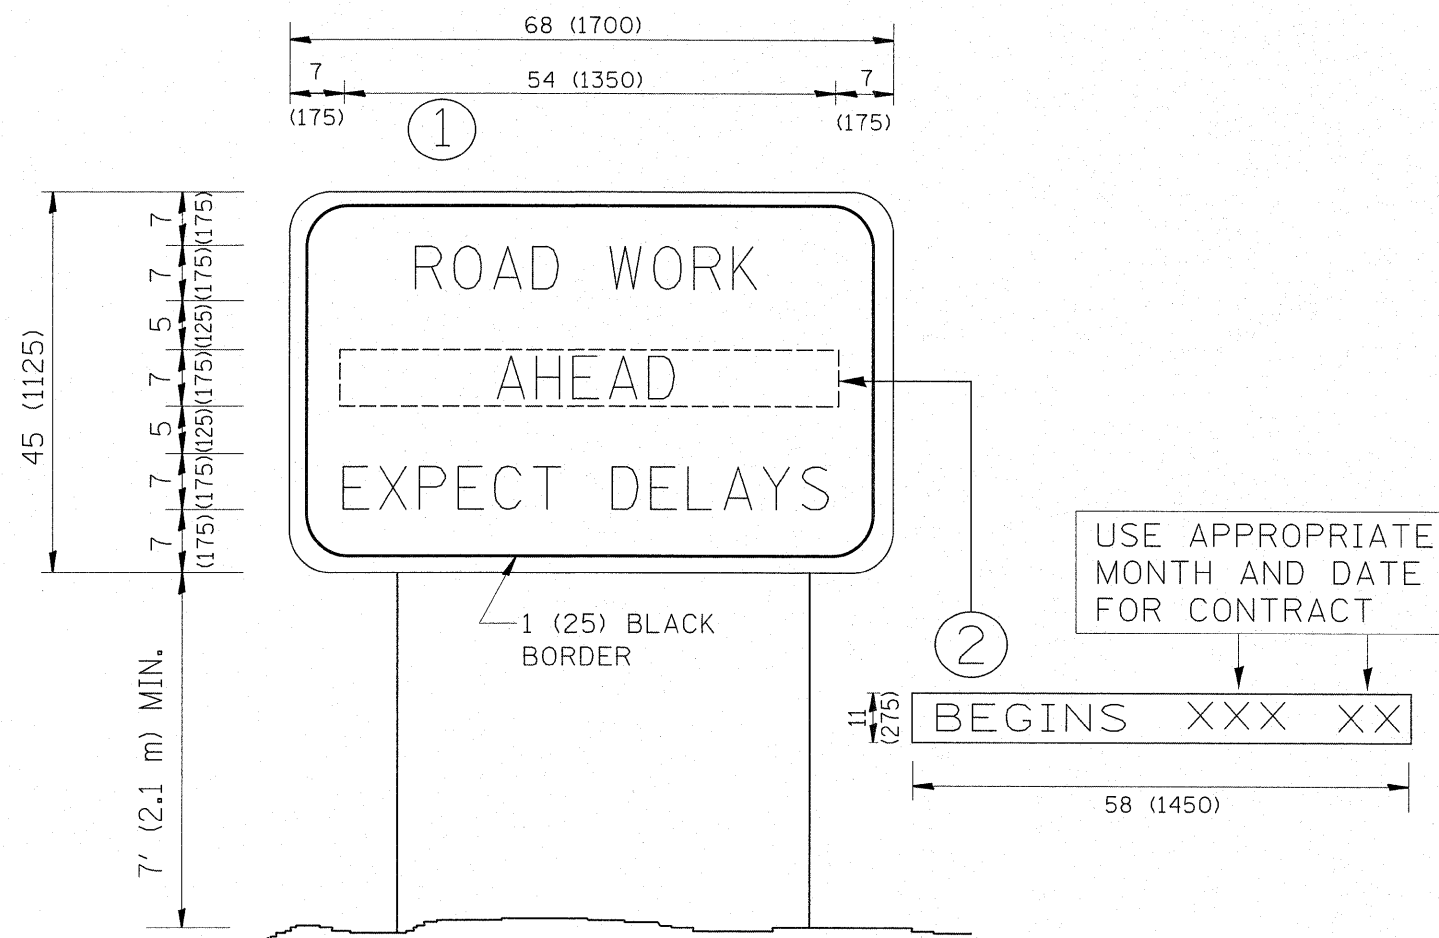 68 (1700)
7
54 (1350)
7
(175)
(175)
1
45 (1125)
7 (175)
7 (175)
5 (125)
7 (175)
5 (125)
7 (175)
7 (175)
ROAD WORK
AHEAD
EXPECT DELAYS
1 (25) BLACK
BORDER
7' (2.1 m) MIN.
2
USE APPROPRIATE
MONTH AND DATE
FOR CONTRACT
11
(275)
BEGINS XXX XX
58 (1450)